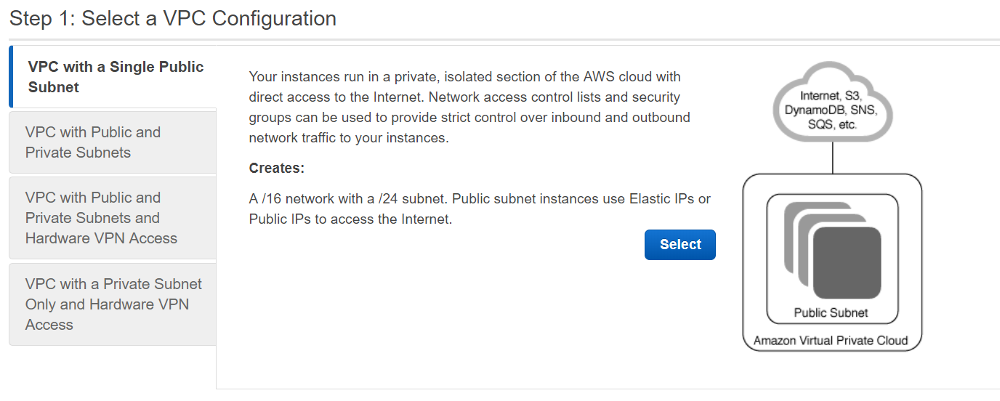 Step 1: Select a VPC Configuration
VPC with a Single Public
Subnet
VPC with Public and
Private Subnets
VPC with Public and
Private Subnets and
Hardware VPN Access
VPC with a Private Subnet
Only and Hardware VPN
Access
Your instances run in a private, isolated section of the AWS cloud with
direct access to the Internet. Network access control lists and security
groups can be used to provide strict control over inbound and outbound
network traffic to your instances.
Creates:
A /16 network with a /24 subnet. Public subnet instances use Elastic IPs or
Public IPs to access the Internet.
Select
Internet, S3,
DynamoDB, SNS,
SQS, etc.
Public Subnet
Amazon Virtual Private Cloud